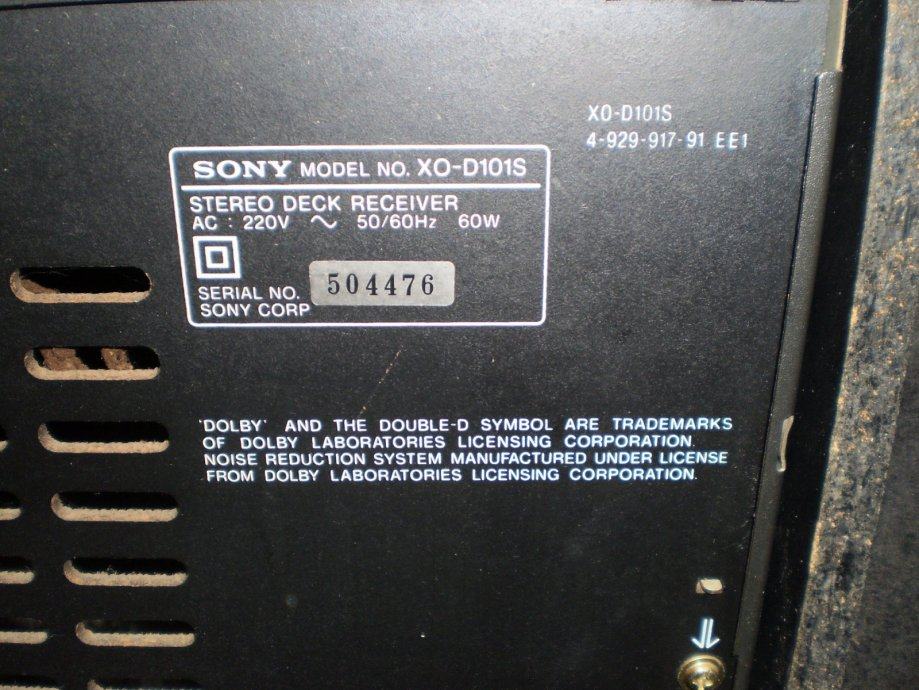 XO-D101S
4-929-917-91 EE1
SONY MODEL NO. XO-D101S
STEREO DECK RECEIVER
AC : 220V ~ 50/60Hz 60W
SERIAL NO. 504476
SONY CORP
'DOLBY' AND THE DOUBLE-D SYMBOL ARE TRADEMARKS
OF DOLBY LABORATORIES LICENSING CORPORATION.
NOISE REDUCTION SYSTEM MANUFACTURED UNDER LICENSE
FROM DOLBY LABORATORIES LICENSING CORPORATION.